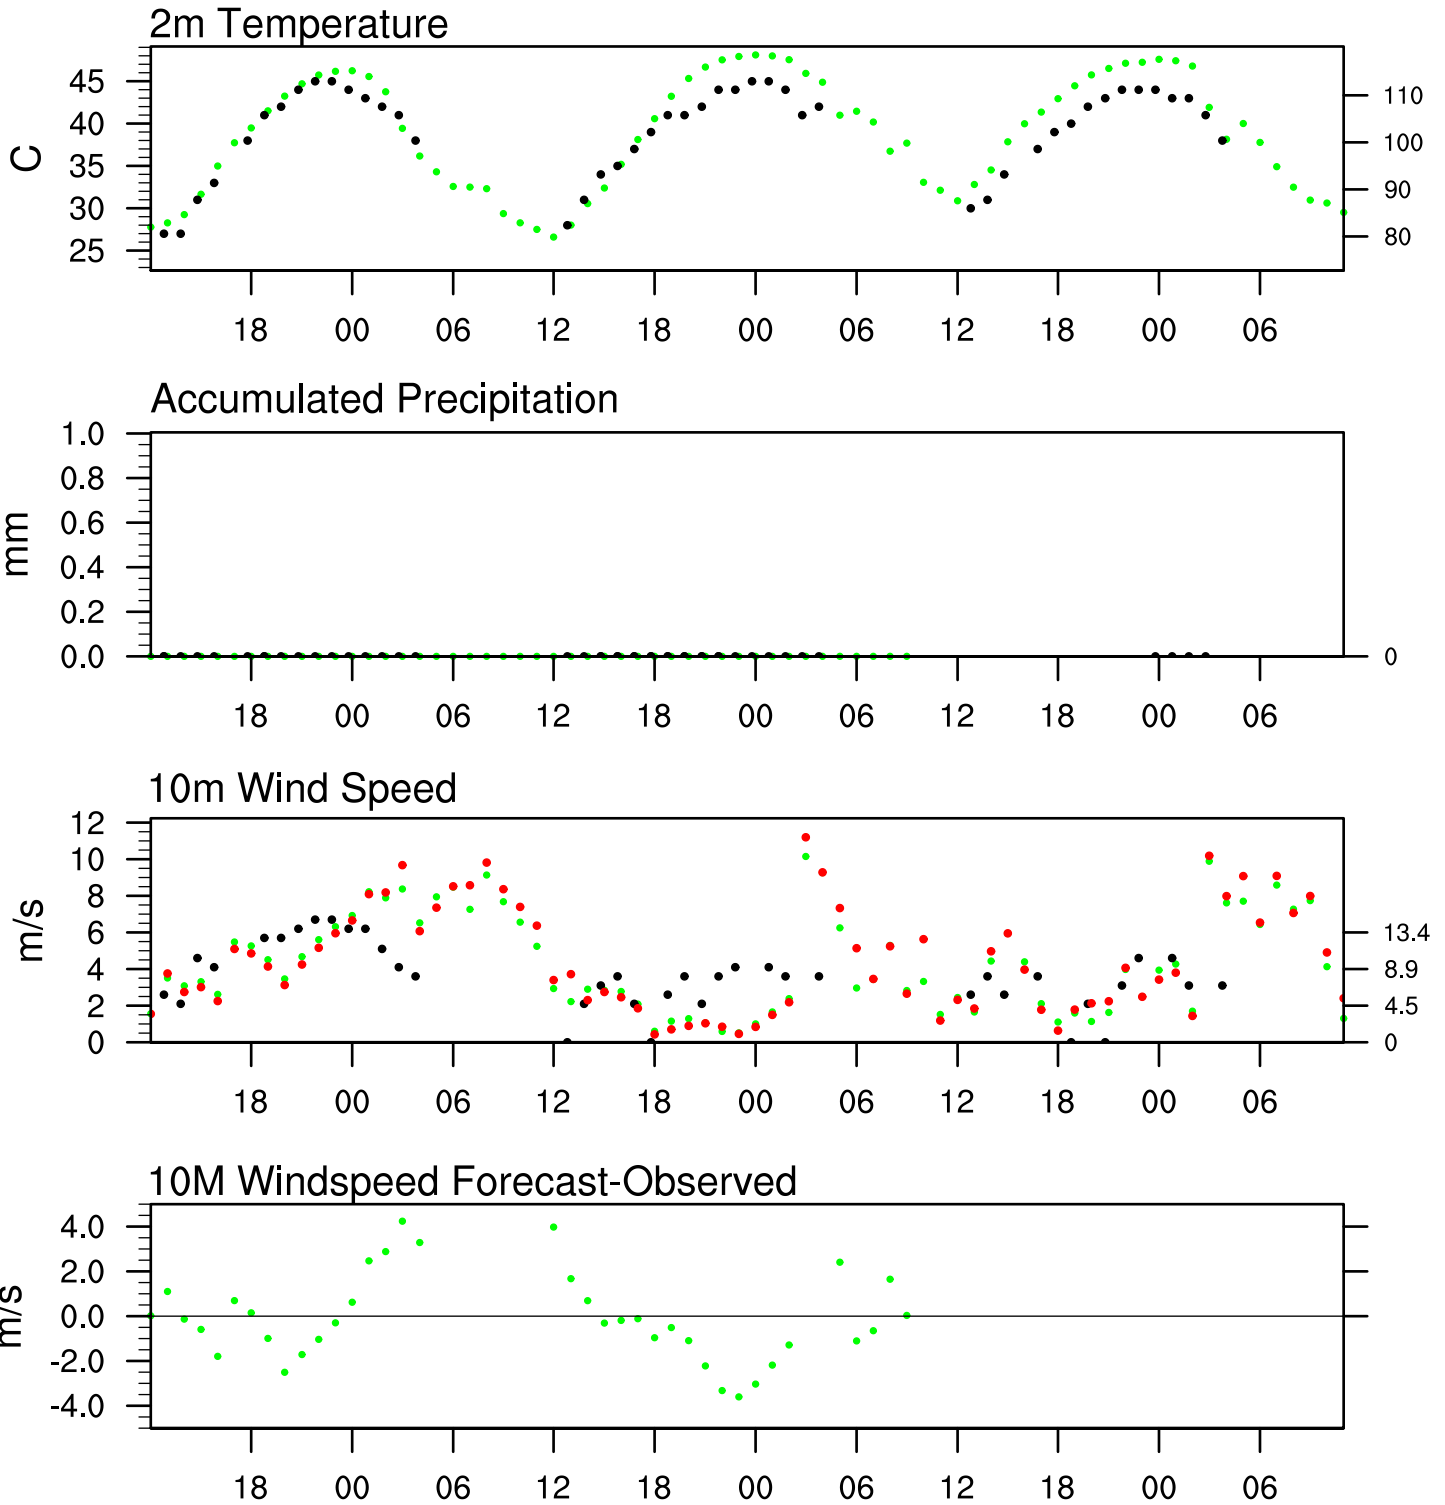 2m Temperature
45
40
35
30
25
C
110
100
90
80
18 00 06 12 18 00 06 12 18 00 06
Accumulated Precipitation
1.0
0.8
0.6
0.4
0.2
0.0
mm
0
18 00 06 12 18 00 06 12 18 00 06
10m Wind Speed
12
10
8
6
4
2
0
m/s
13.4
8.9
4.5
0
18 00 06 12 18 00 06 12 18 00 06
10M Windspeed Forecast-Observed
4.0
2.0
0.0
-2.0
-4.0
m/s
18 00 06 12 18 00 06 12 18 00 06